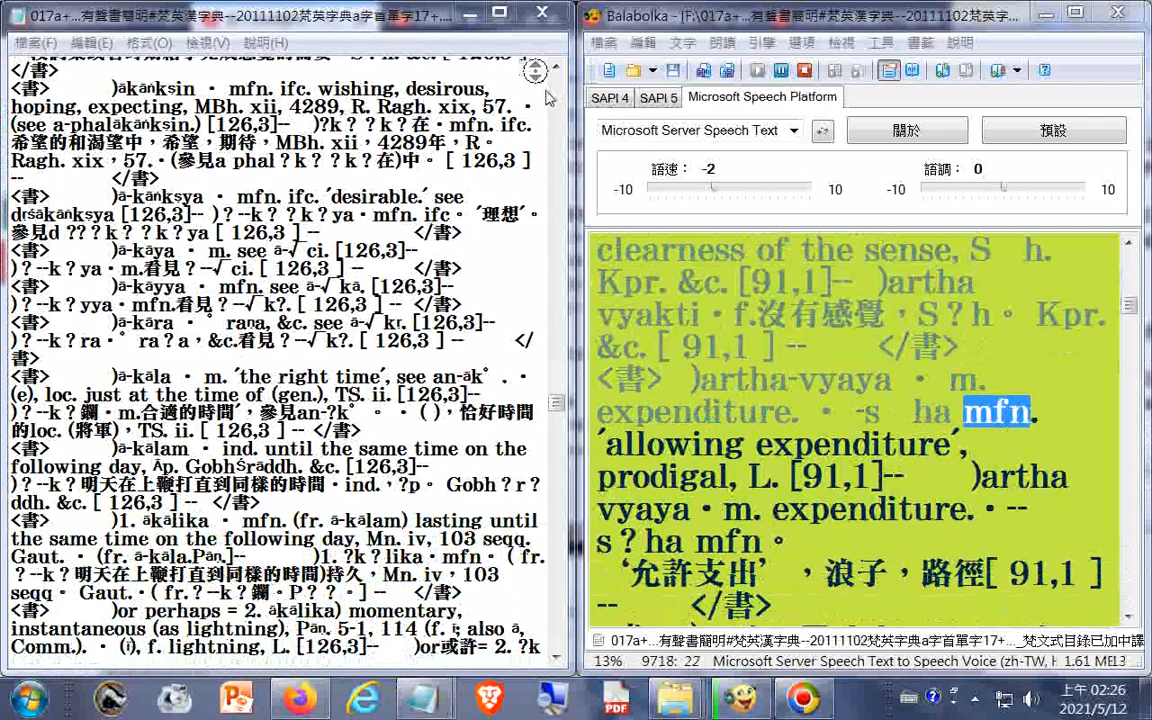 017a+...有聲書簡明#梵英漢字典--20111102梵英字典a字首單字17+...
檔案(F) 編輯(E) 格式(O) 檢視(V) 說明(H)
</書>
<書> )ākāṅkṣin ‧ mfn. ifc. wishing, desirous,
hoping, expecting, MBh. xii, 4289, R. Ragh. xix, 57. ‧
(see a-phalākāṅkṣin.) [126,3]-- )?k? ? k?在‧mfn. ifc.
希望的和渴望中，希望，期待，MBh. xii，4289年，R。
Ragh. xix，57.‧(參見a phal?k? ? k?在)中。 [ 126,3 ]
-- </書>
<書> )ā-kāṅkṣya ‧ mfn. ifc. 'desirable.' see
dṛśākāṅkṣya [126,3]-- )? --k? ? k?ya‧mfn. ifc。 '理想'。
參見d ???k? ? k?ya [ 126,3 ] -- </書>
<書> )ā-kāya ‧ m. see ā-√ ci. [126,3]--
)? --k?ya‧m.看見? --√ ci. [ 126,3 ] -- </書>
<書> )ā-kāyya ‧ mfn. see ā-√ kā. [126,3]--
)? --k?yya‧mfn.看見? --√ k?. [ 126,3 ] -- </書>
<書> )ā-kāra ‧ ° raṇa, &c. see ā-√ kṛ. [126,3]--
)? --k?ra‧° ra?a，&c.看見? --√ k?. [ 126,3 ] -- </
書>
<書> )ā-kāla ‧ m. 'the right time', see an-āk° . ‧
(e), loc. just at the time of (gen.), TS. ii. [126,3]--
)? --k?鑭‧m.合適的時間'，參見an-?k° 。‧( )，恰好時間
的loc. (將軍)，TS. ii. [ 126,3 ] -- </書>
<書> )ā-kālam ‧ ind. until the same time on the
following day, Āp. GobhŚrāddh. &c. [126,3]--
)? --k?明天在上鞭打直到同樣的時間‧ind.，?p。 Gobh?r?
ddh. &c. [ 126,3 ] -- </書>
<書> )1. ākālika ‧ mfn. (fr. ā-kālam) lasting until
the same time on the following day, Mn. iv, 103 seqq.
Gaut. ‧ (fr. ā-kāla.Pāṇ.]-- )1. ?k?lika‧mfn‧( fr.
? --k?明天在上鞭打直到同樣的時間)持久，Mn. iv，103
seqq。 Gaut.‧(fr. ? --k?鑭‧P? ?‧] -- </書>
<書> )or perhaps = 2. ākālika) momentary,
instantaneous (as lightning), Pāṇ. 5-1, 114 (f. ī; also ā,
Comm.). ‧ (ī), f. lightning, L. [126,3]-- )or或許= 2. ?k
Balabolka - [F:\017a+...有聲書簡明#梵英漢字典--20111102梵英字...
檔案 編輯 文字 朗讀 引擎 選項 檢視 工具 書籤 說明
SAPI 4 SAPI 5 Microsoft Speech Platform
Microsoft Server Speech Text 關於 預設
語速： -2 語調： 0
-10 10 -10 10
clearness of the sense, S h.
Kpr. &c. [91,1]-- )artha
vyakti‧f.沒有感覺，S?h。 Kpr.
&c. [ 91,1 ] -- </書>
<書> )artha-vyaya ‧ m.
expenditure. ‧ -s ha mfn.
'allowing expenditure',
prodigal, L. [91,1]-- )artha
vyaya‧m. expenditure.‧--
s?ha mfn。
‘允許支出’，浪子，路徑[ 91,1 ]
-- </書>
017a+...有聲書簡明#梵英漢字典--20111102梵英字典a字首單字17+..._梵文式目錄已加中譯
13% 9718: 22 Microsoft Server Speech Text to Speech Voice (zh-TW, H 1.61 МЕГ
上午 02:26
2021/5/12